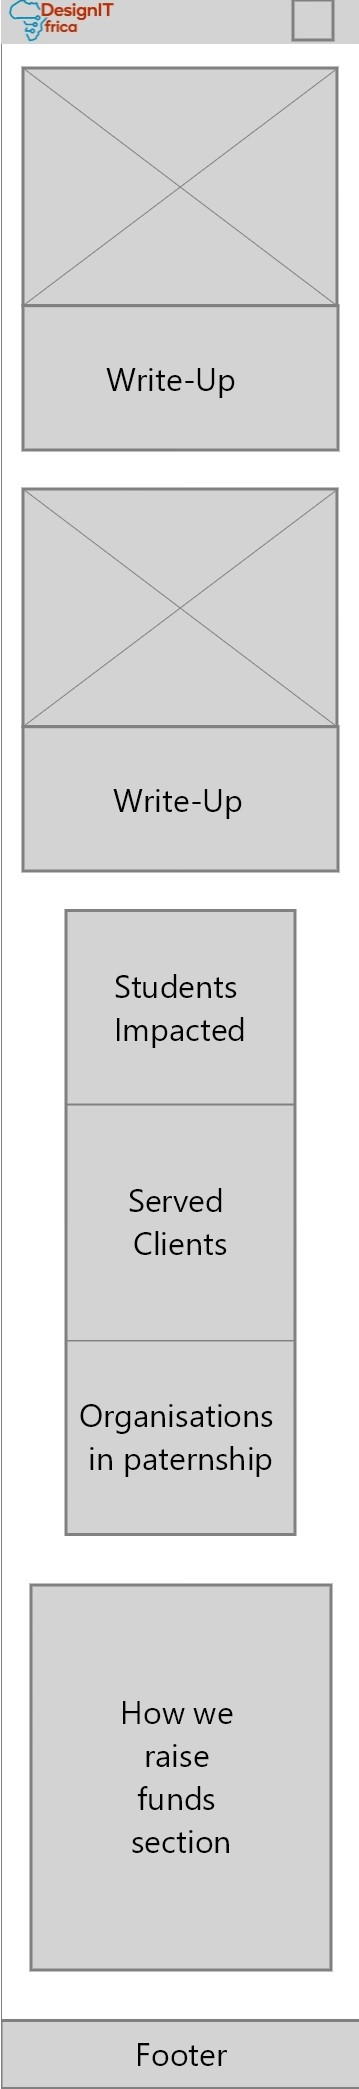 DesignIT
frica
Write-Up
Write-Up
Students
Impacted
Served
Clients
Organisations
in paternship
How we
raise
funds
section
Footer